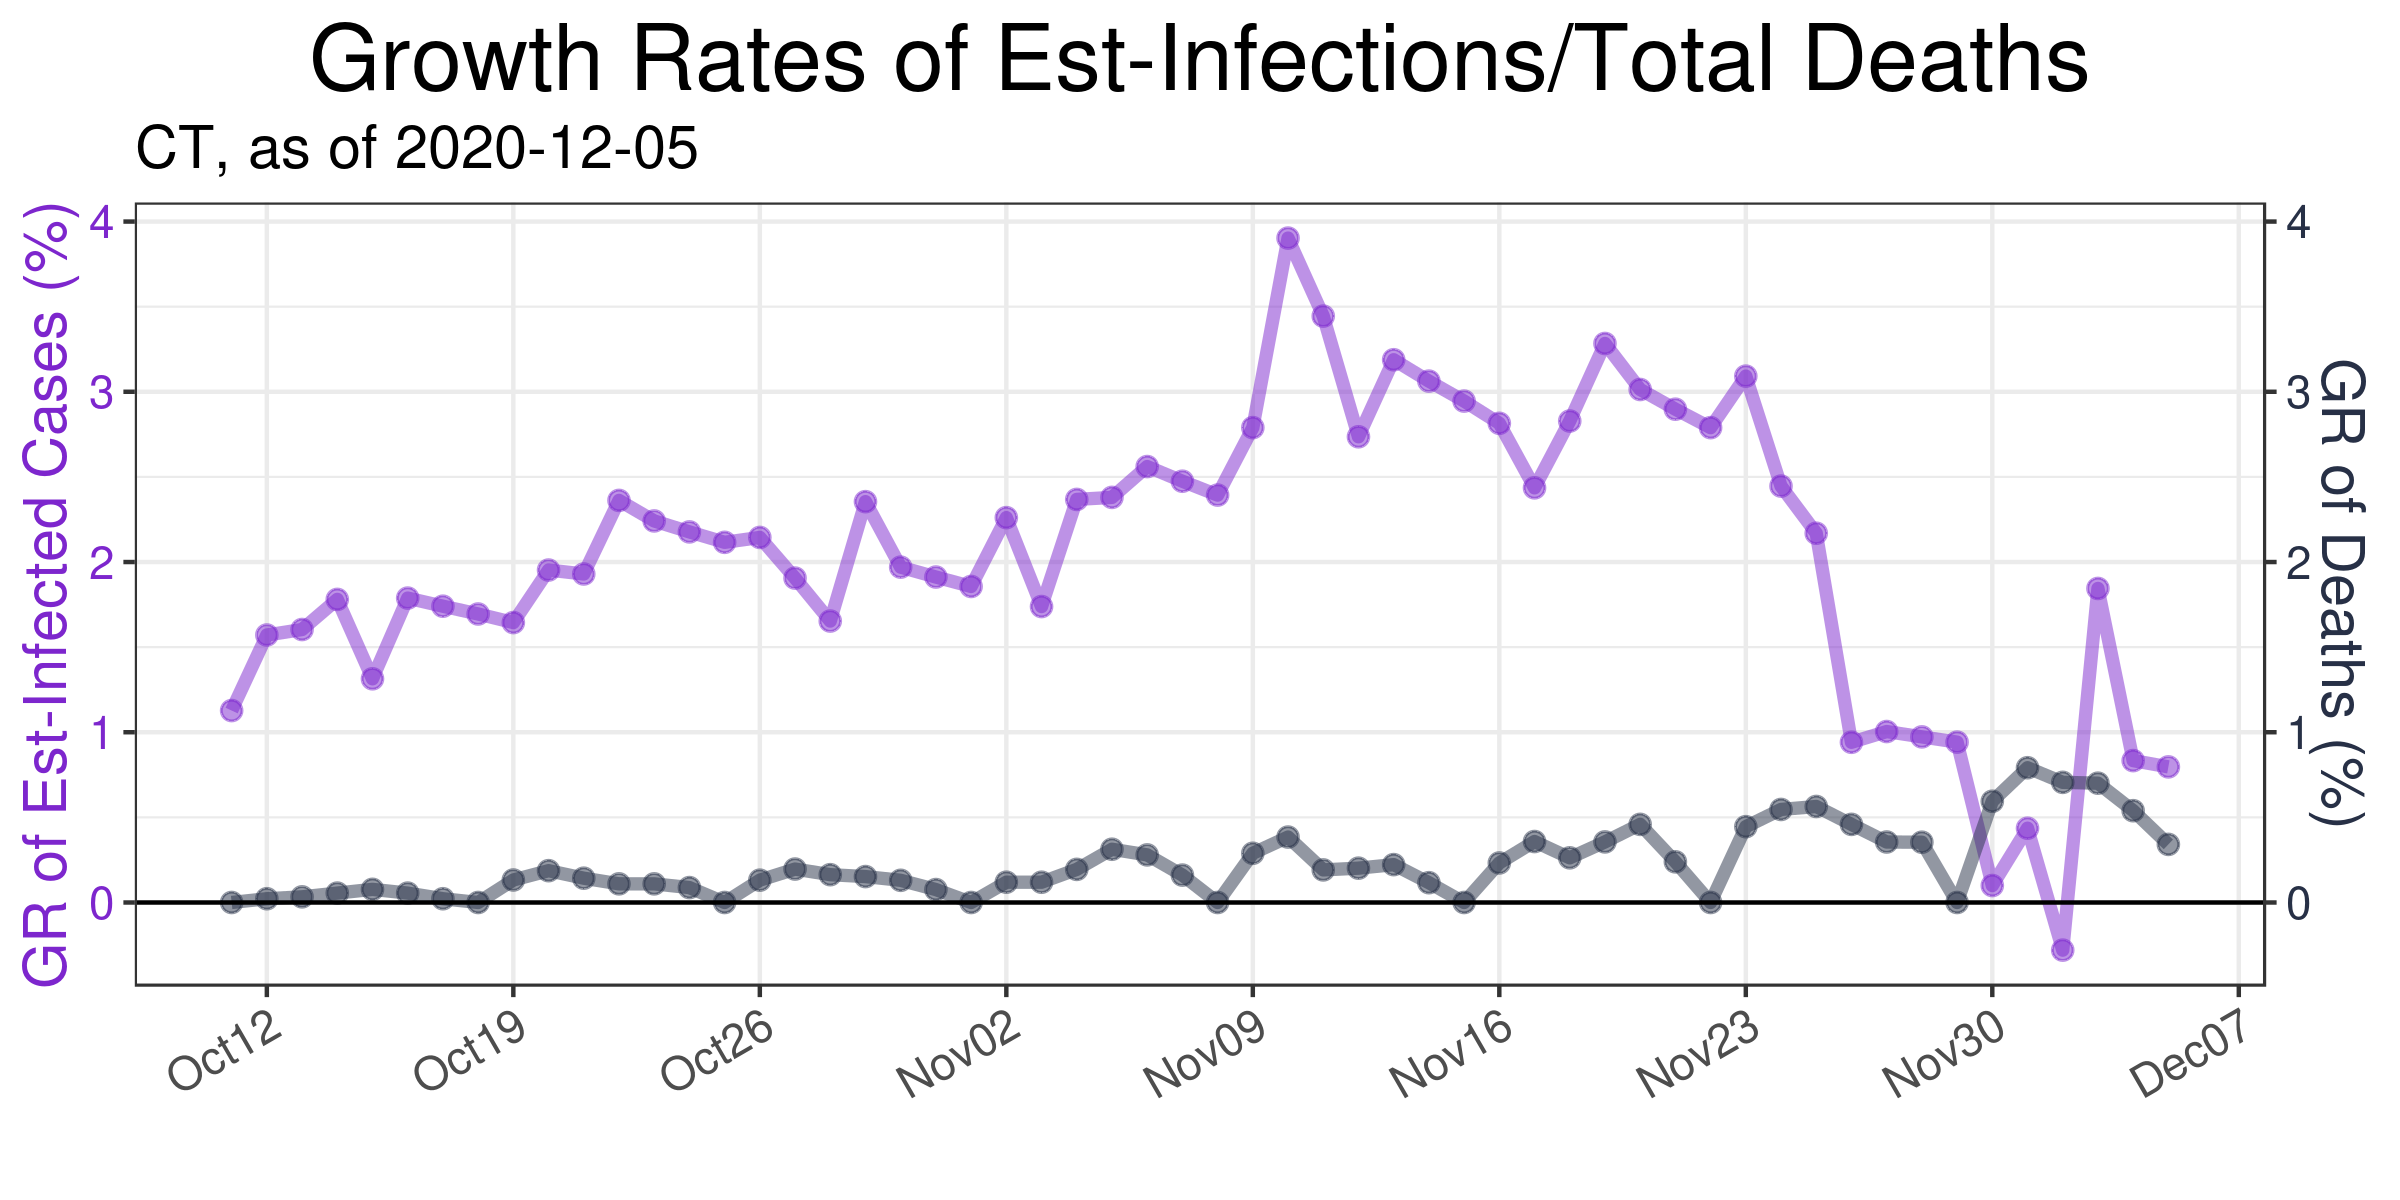 Growth Rates of Est-Infections/Total Deaths
CT, as of 2020-12-05
GR of Est-Infected Cases (%)
4
3
2
1
0
4
3
2
1
0
GR of Deaths (%)
Oct12
Oct19
Oct26
Nov02
Nov09
Nov16
Nov23
Nov30
Dec07